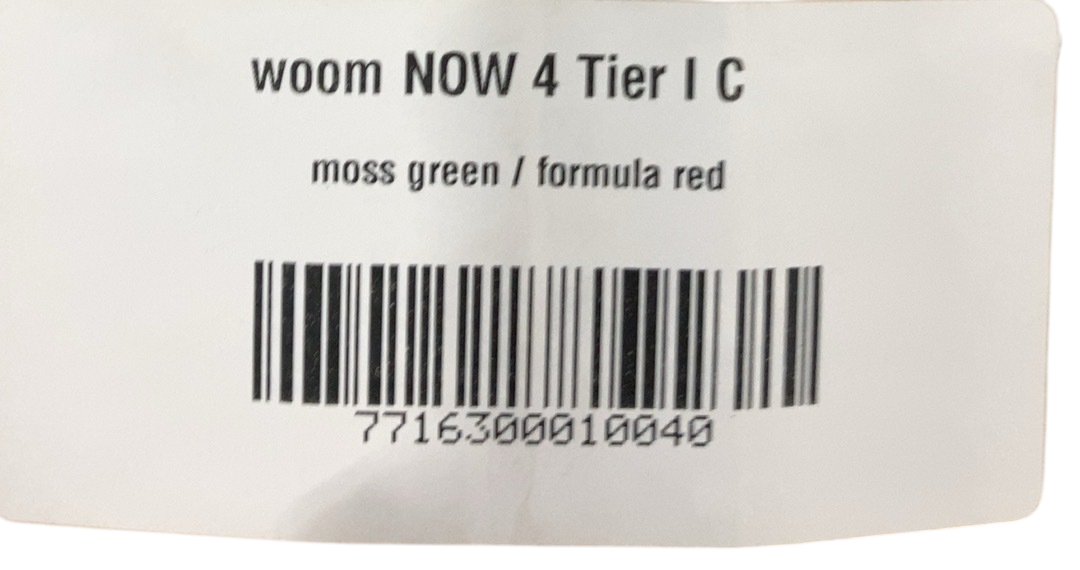 woom NOW 4 Tier I C
moss green / formula red
7716300010040